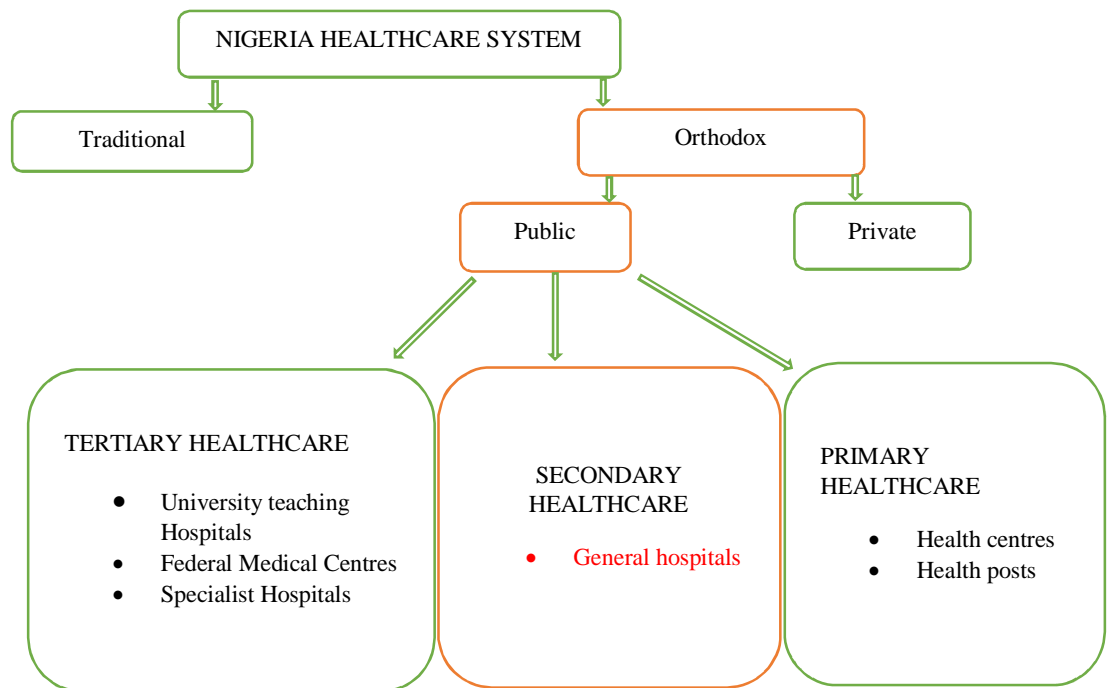 NIGERIA HEALTHCARE SYSTEM
Traditional
Orthodox
Public
Private
TERTIARY HEALTHCARE
• University teaching
Hospitals
• Federal Medical Centres
• Specialist Hospitals
SECONDARY
HEALTHCARE
• General hospitals
PRIMARY
HEALTHCARE
• Health centres
• Health posts